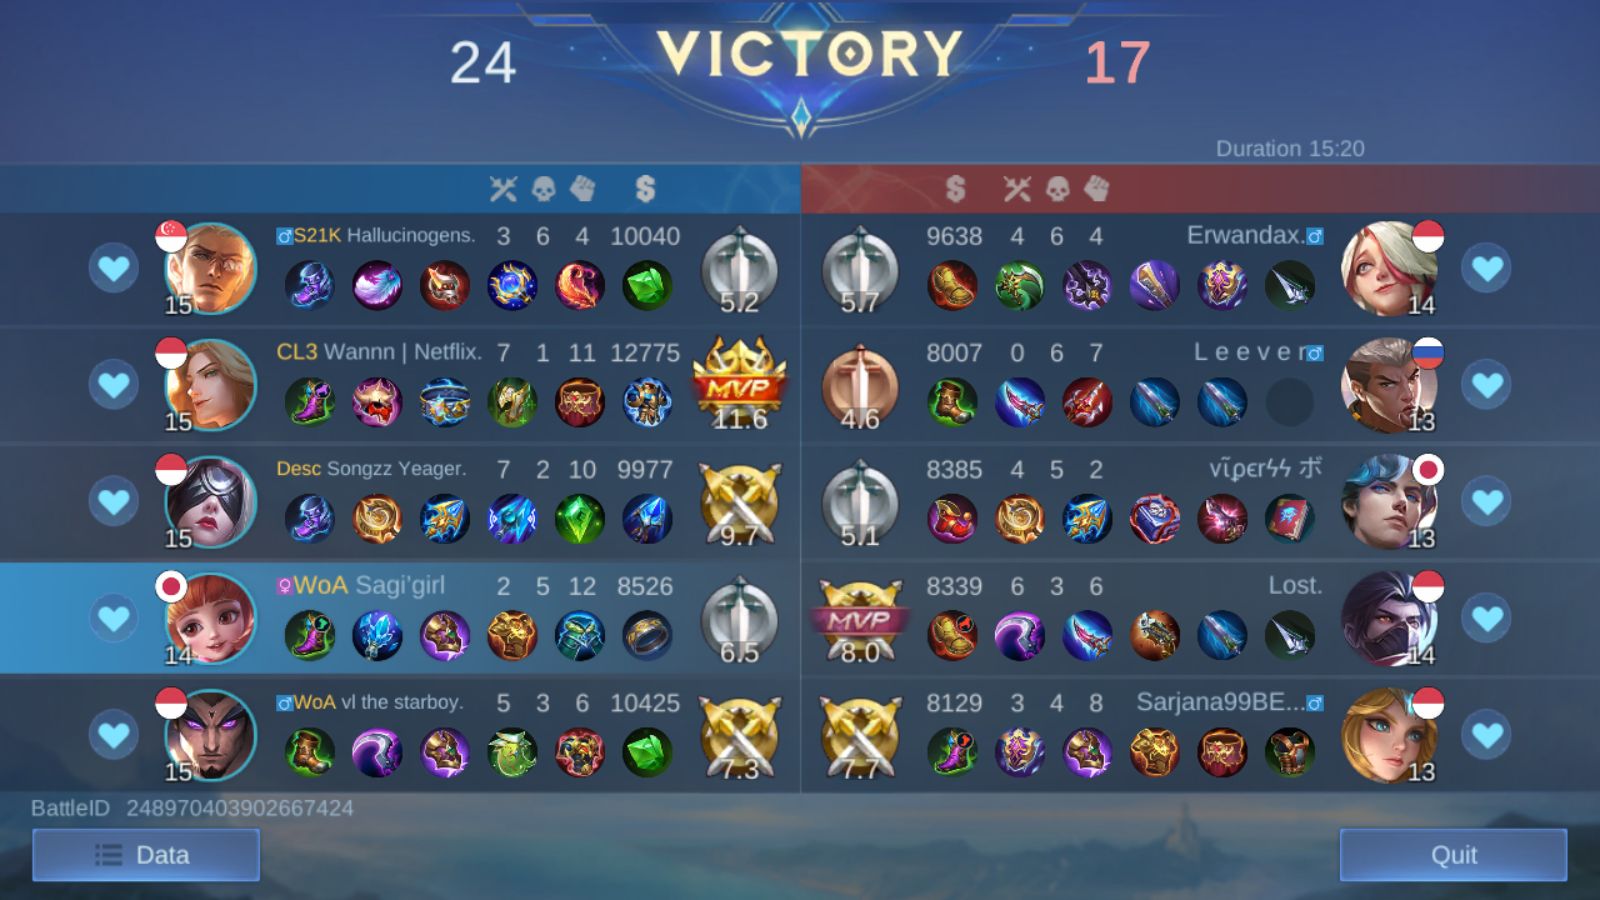 24 VICTORY 17
Duration 15:20
S21K Hallucinogens. 3 6 4 10040
15 5.2
9638 4 6 4 Erwandax.
5.7 14
CL3 Wannn | Netflix. 7 1 11 12775
MVP
15 11.6
8007 0 6 7 L e e v e r
4.6 13
Desc Songzz Yeager. 7 2 10 9977
15 9.7
8385 4 5 2 νῖρєrϟϟ ボ
5.1 13
WoA Sagi'girl 2 5 12 8526
14 6.5
8339 6 3 6 Lost.
MVP
8.0 14
WoA vl the starboy. 5 3 6 10425
15 7.3
8129 3 4 8 Sarjana99BE...
7.7 13
BattleID 248970403902667424
Data
Quit